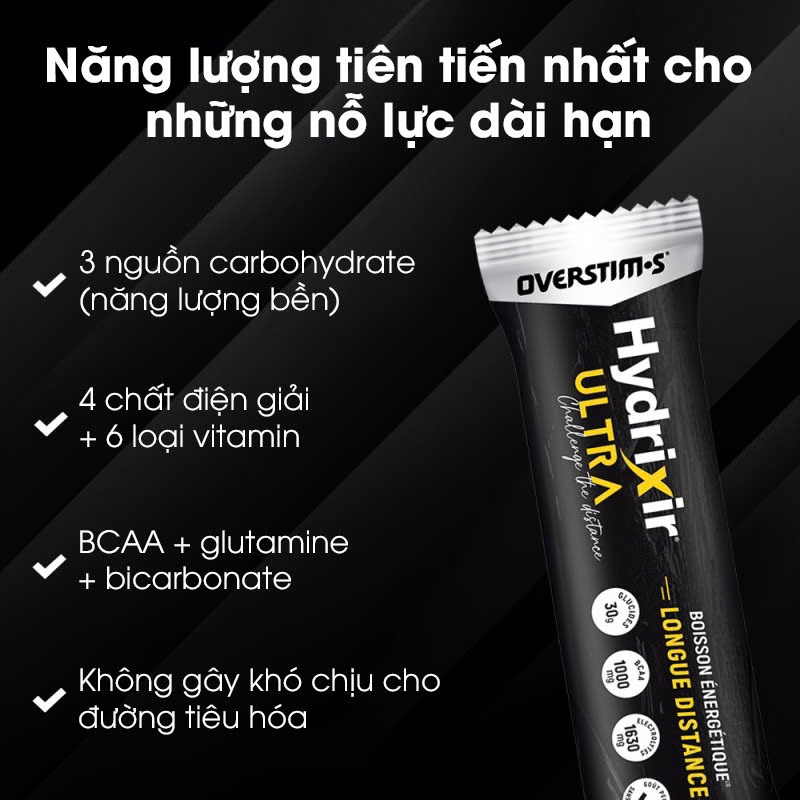 Năng lượng tiên tiến nhất cho
những nỗ lực dài hạn
3 nguồn carbohydrate
(năng lượng bền)
4 chất điện giải
+ 6 loại vitamin
BCAA + glutamine
+ bicarbonate
Không gây khó chịu cho
đường tiêu hóa
OVERSTIM•S®
Hydrixir®
ULTRA
Challenge the distance
BOISSON ÉNERGÉTIQUE
LONGUE DISTANCE
GLUCIDES
30g
BCAA
1000
mg
ELECTROLYTES
1630
mg